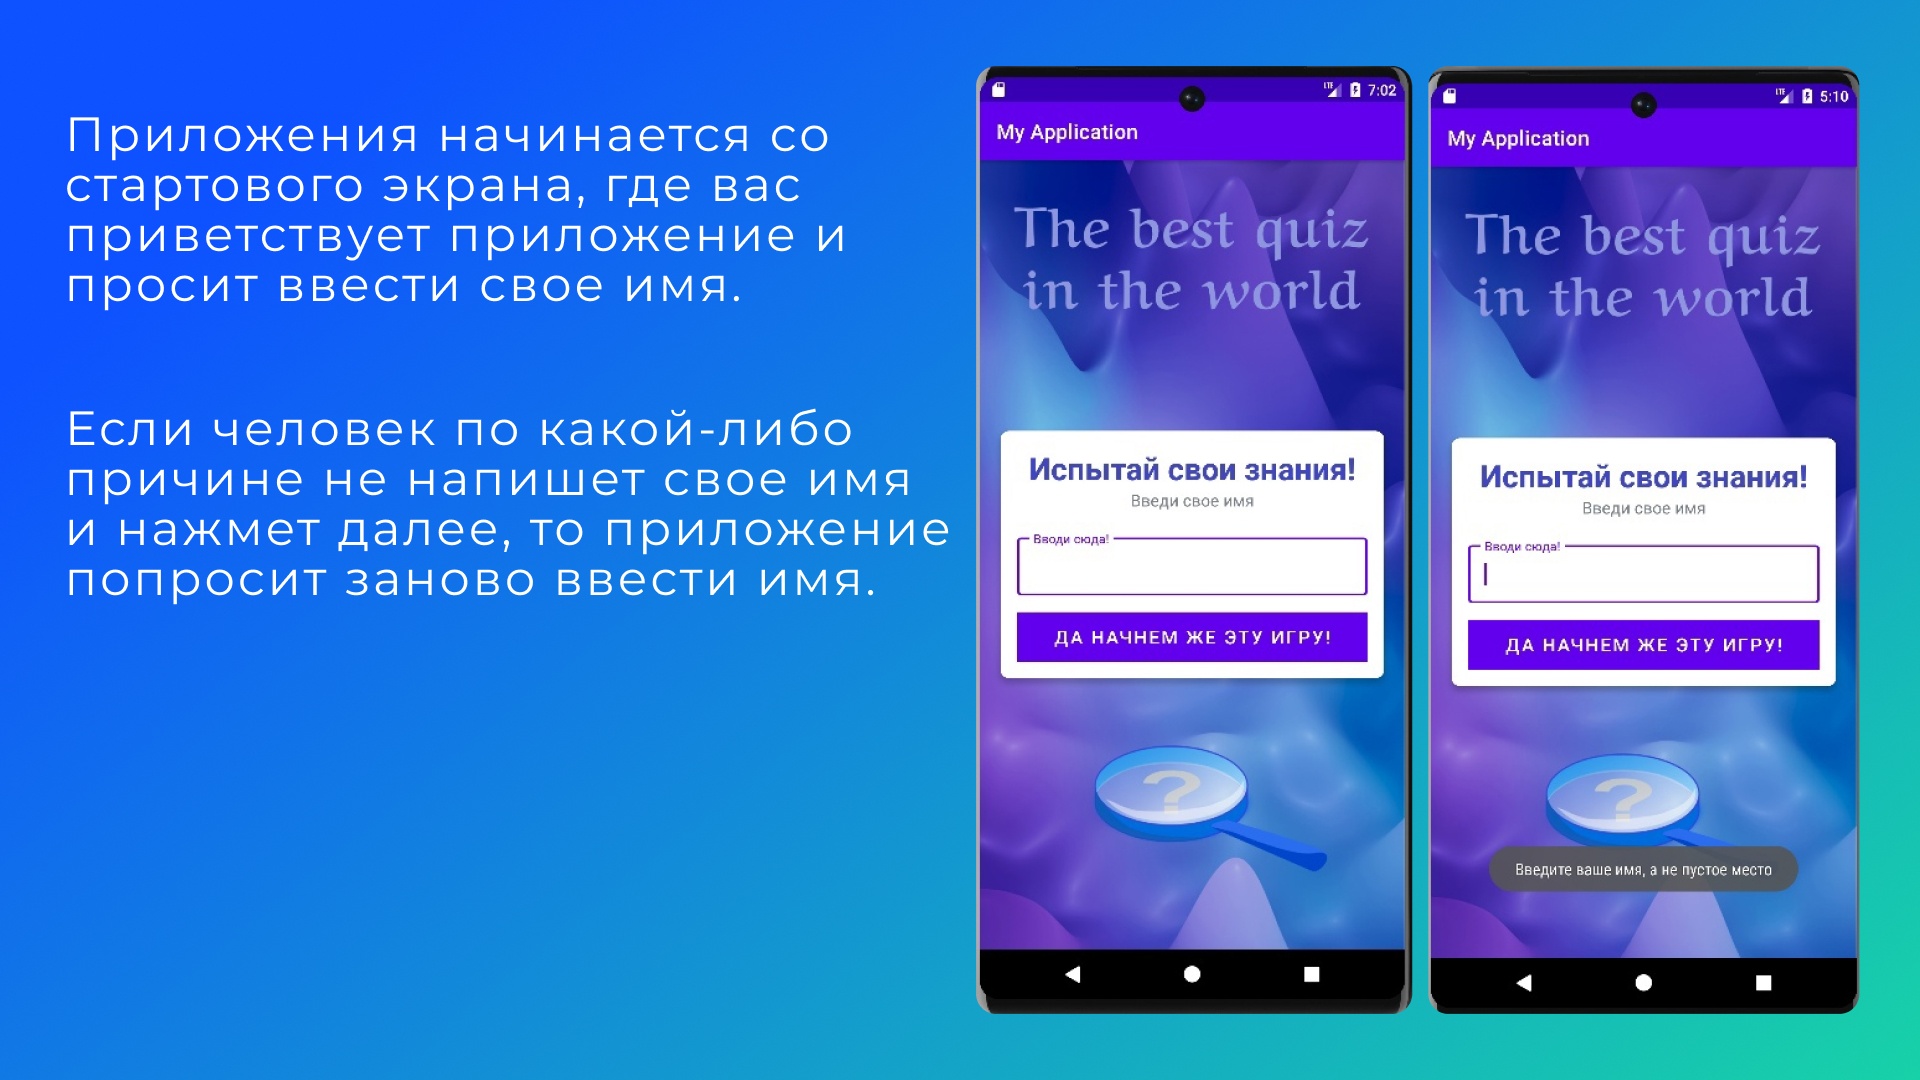 Приложения начинается со
стартового экрана, где вас
приветствует приложение и
просит ввести свое имя.
Если человек по какой-либо
причине не напишет свое имя
и нажмет далее, то приложение
попросит заново ввести имя.
LTE 7:02
My Application
The best quiz
in the world
Испытай свои знания!
Введи свое имя
Вводи сюда!
ДА НАЧНЕМ ЖЕ ЭТУ ИГРУ!
?
LTE 5:10
My Application
The best quiz
in the world
Испытай свои знания!
Введи свое имя
Вводи сюда!
ДА НАЧНЕМ ЖЕ ЭТУ ИГРУ!
?
Введите ваше имя, а не пустое место